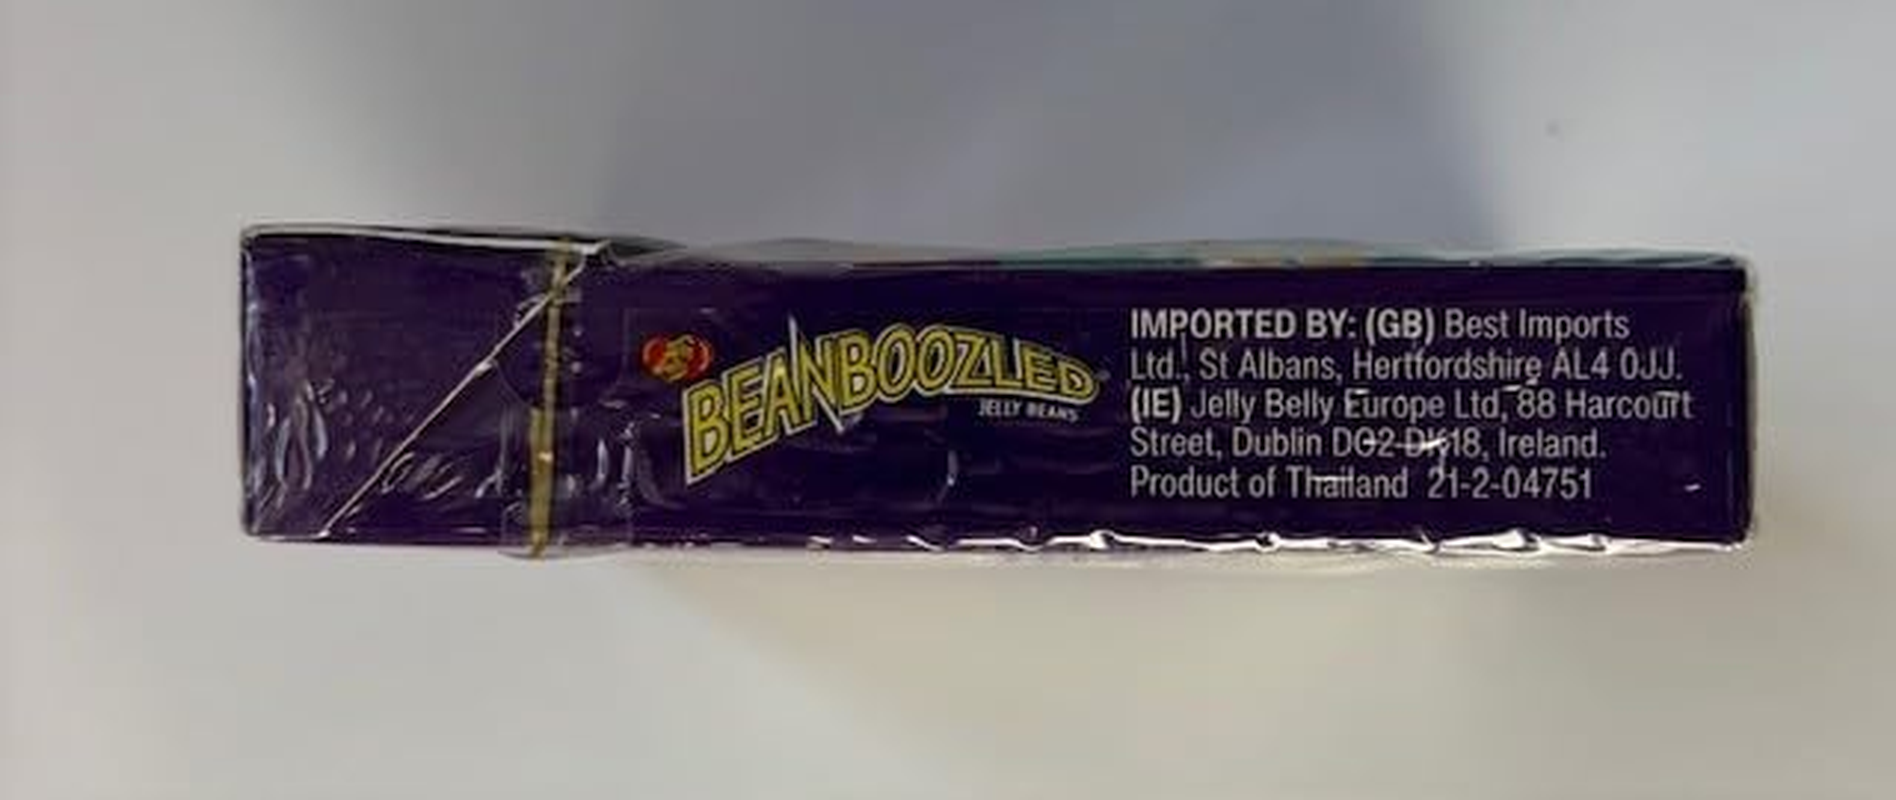 BEANBOOZLED
JELLY BEANS
IMPORTED BY: (GB) Best Imports
Ltd., St Albans, Hertfordshire AL4 0JJ.
(IE) Jelly Belly Europe Ltd, 88 Harcourt
Street, Dublin DO2 DK18, Ireland.
Product of Thailand 21-2-04751